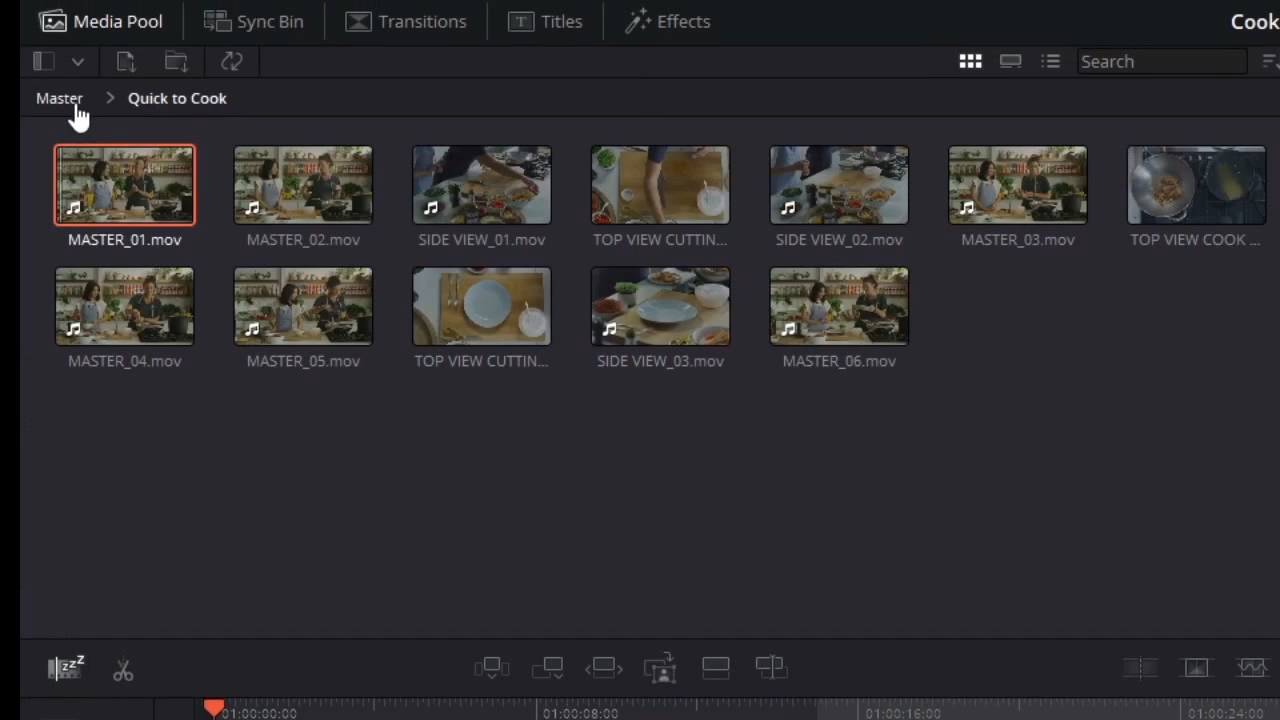 Media Pool Sync Bin Transitions Titles Effects Cook
Search
Master > Quick to Cook
MASTER_01.mov MASTER_02.mov SIDE VIEW_01.mov TOP VIEW CUTTIN... SIDE VIEW_02.mov MASTER_03.mov TOP VIEW COOK ...
MASTER_04.mov MASTER_05.mov TOP VIEW CUTTIN... SIDE VIEW_03.mov MASTER_06.mov
zzz
01:00:00:00 01:00:08:00 01:00:16:00 01:00:24:00